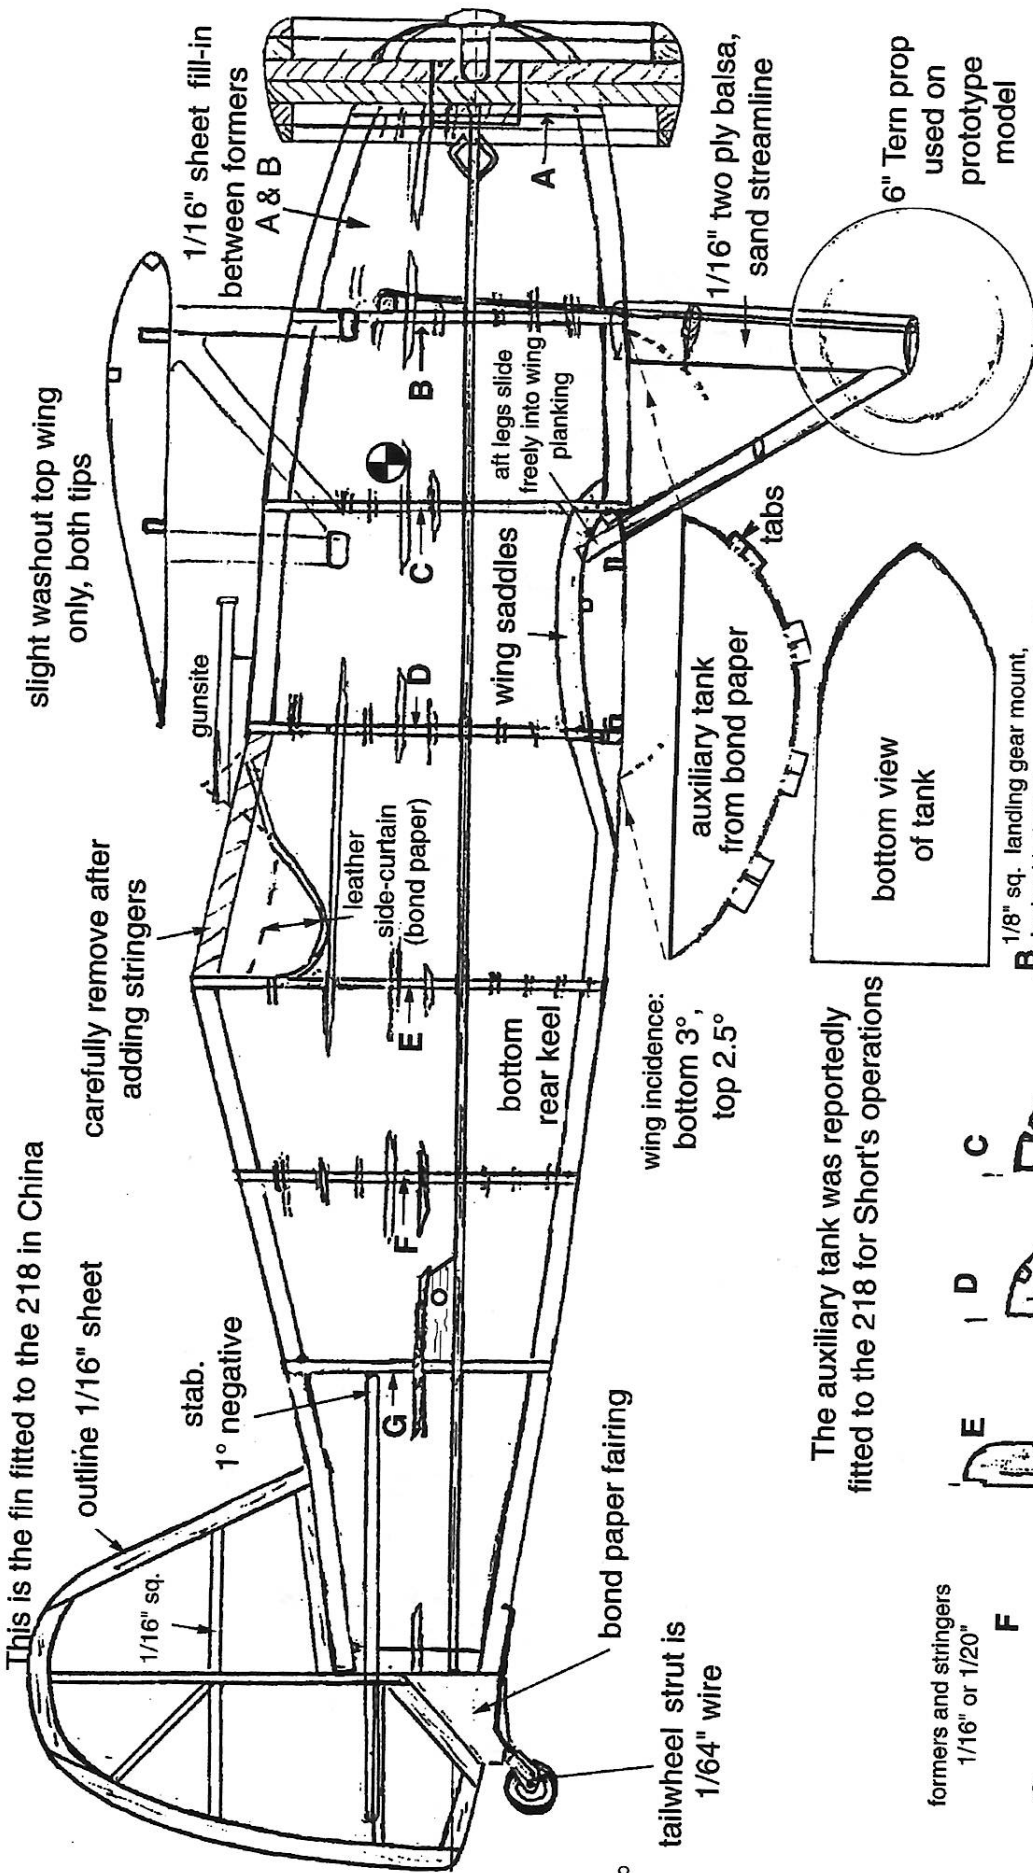 This is the fin fitted to the 218 in China
outline 1/16" sheet
1/16" sq.
stab.
1° negative
carefully remove after
adding stringers
gunsite
slight washout top wing
only, both tips
1/16" sheet fill-in
between formers
A & B
leather
side-curtain
(bond paper)
A
B
C
D
E
F
G
aft legs slide
freely into wing
planking
wing saddles
bottom
rear keel
1/16" two ply balsa,
sand streamline
6" Tern prop
used on
prototype
model
tabs
auxiliary tank
from bond paper
bottom view
of tank
wing incidence:
bottom 3°,
top 2.5°
bond paper fairing
tailwheel strut is
1/64" wire
The auxiliary tank was reportedly
fitted to the 218 for Short's operations
formers and stringers
1/16" or 1/20"
F
E
D
C
B
1/8" sq. landing gear mount,